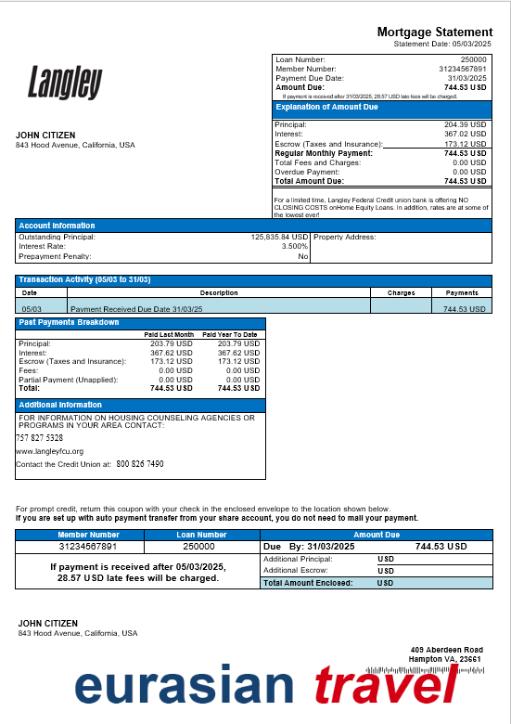 Mortgage Statement
Statement Date: 05/03/2025
Langley
Loan Number: 250000
Member Number: 31234567891
Payment Due Date: 31/03/2025
Amount Due: 744.53 USD
If payment is received after 31/03/2025, 28.57 USD late fees will be charged.
Explanation of Amount Due
JOHN CITIZEN
843 Hood Avenue, California, USA
Principal: 204.39 USD
Interest: 367.02 USD
Escrow (Taxes and Insurance): 173.12 USD
Regular Monthly Payment: 744.53 USD
Total Fees and Charges: 0.00 USD
Overdue Payment: 0.00 USD
Total Amount Due: 744.53 USD
For a limited time, Langley Federal Credit union bank is offering NO
CLOSING COSTS onHome Equity Loans. In addition, rates are at some of
the lowest ever!
Account Information
Outstanding Principal: 125,835.84 USD Property Address:
Interest Rate: 3.500%
Prepayment Penalty: No
Transaction Activity (05/03 to 31/03)
Date Description Charges Payments
05/03 Payment Received Due Date 31/03/25 744.53 USD
Past Payments Breakdown
Paid Last Month Paid Year To Date
Principal: 203.79 USD 203.79 USD
Interest: 367.62 USD 367.62 USD
Escrow (Taxes and Insurance): 173.12 USD 173.12 USD
Fees: 0.00 USD 0.00 USD
Partial Payment (Unapplied): 0.00 USD 0.00 USD
Total: 744.53 USD 744.53 USD
Additional Information
FOR INFORMATION ON HOUSING COUNSELING AGENCIES OR
PROGRAMS IN YOUR AREA CONTACT:
757 827 5328
www.langleyfcu.org
Contact the Credit Union at: 800 826 7490
For prompt credit, return this coupon with your check in the enclosed envelope to the location shown below.
If you are set up with auto payment transfer from your share account, you do not need to mail your payment.
Member Number Loan Number Amount Due
31234567891 250000 Due By: 31/03/2025 744.53 USD
If payment is received after 05/03/2025,
28.57 USD late fees will be charged.
Additional Principal: USD
Additional Escrow: USD
Total Amount Enclosed: USD
JOHN CITIZEN
843 Hood Avenue, California, USA
409 Aberdeen Road
Hampton VA, 23661
eurasian travel